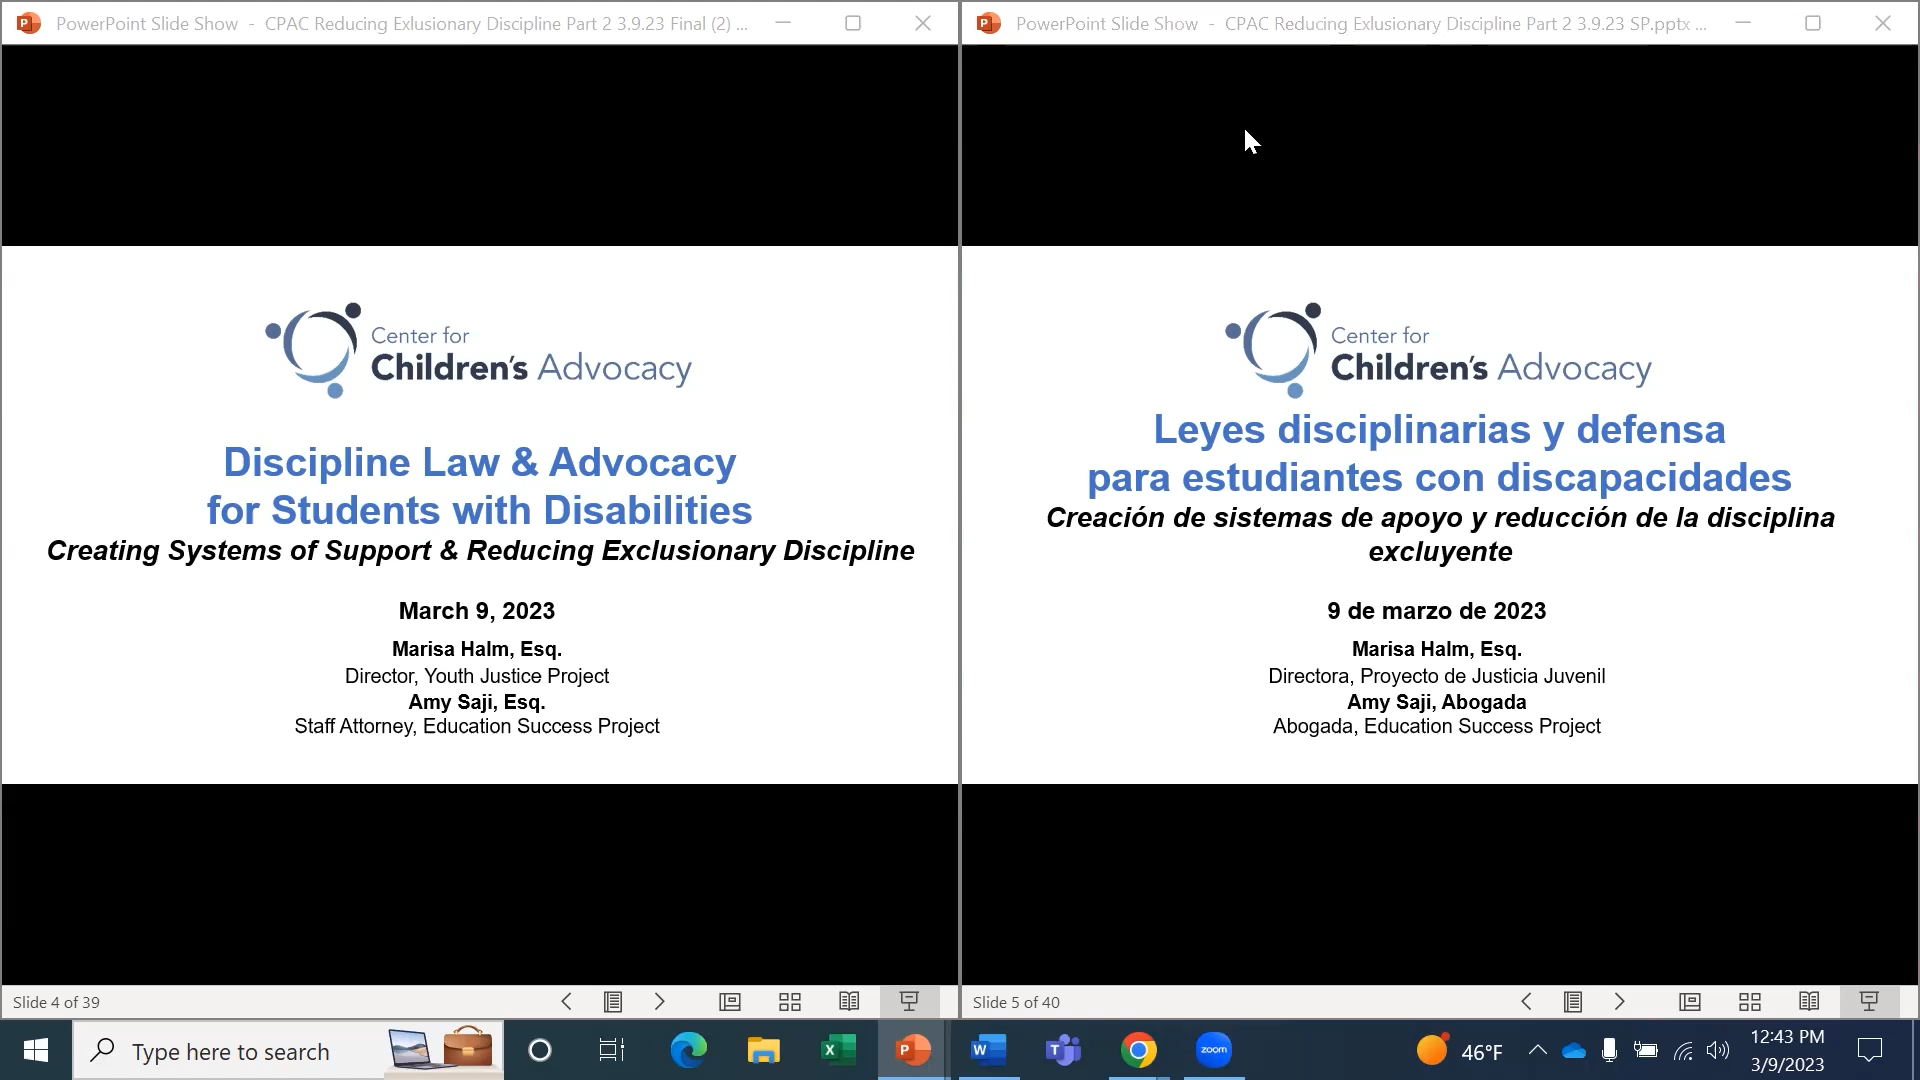 PowerPoint Slide Show - CPAC Reducing Exlusionary Discipline Part 2 3.9.23 Final (2) ...
Center for
Children's Advocacy
Discipline Law & Advocacy
for Students with Disabilities
Creating Systems of Support & Reducing Exclusionary Discipline
March 9, 2023
Marisa Halm, Esq.
Director, Youth Justice Project
Amy Saji, Esq.
Staff Attorney, Education Success Project
Slide 4 of 39
PowerPoint Slide Show - CPAC Reducing Exlusionary Discipline Part 2 3.9.23 SP.pptx ...
Center for
Children's Advocacy
Leyes disciplinarias y defensa
para estudiantes con discapacidades
Creación de sistemas de apoyo y reducción de la disciplina
excluyente
9 de marzo de 2023
Marisa Halm, Esq.
Directora, Proyecto de Justicia Juvenil
Amy Saji, Abogada
Abogada, Education Success Project
Slide 5 of 40
Type here to search
zoom
46°F
12:43 PM
3/9/2023